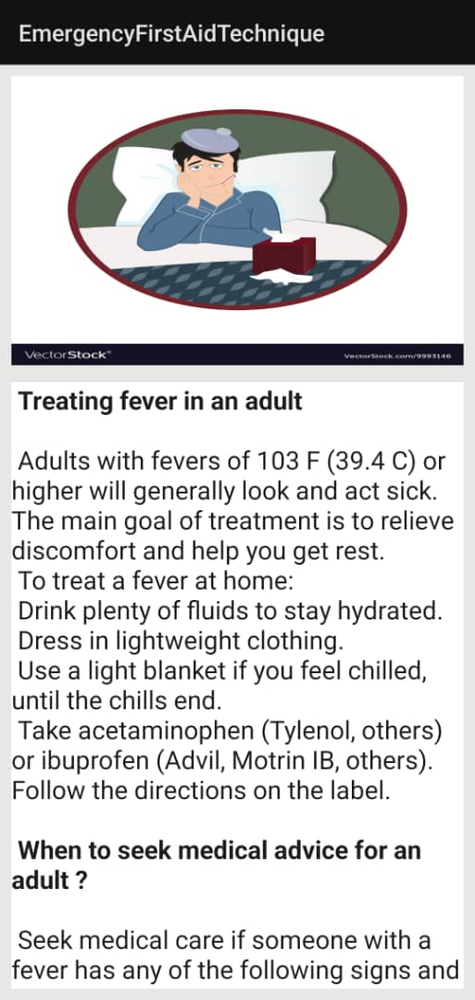 EmergencyFirstAidTechnique
VectorStock®
VectorStock.com/9993146
Treating fever in an adult
Adults with fevers of 103 F (39.4 C) or
higher will generally look and act sick.
The main goal of treatment is to relieve
discomfort and help you get rest.
To treat a fever at home:
Drink plenty of fluids to stay hydrated.
Dress in lightweight clothing.
Use a light blanket if you feel chilled,
until the chills end.
Take acetaminophen (Tylenol, others)
or ibuprofen (Advil, Motrin IB, others).
Follow the directions on the label.
When to seek medical advice for an
adult ?
Seek medical care if someone with a
fever has any of the following signs and